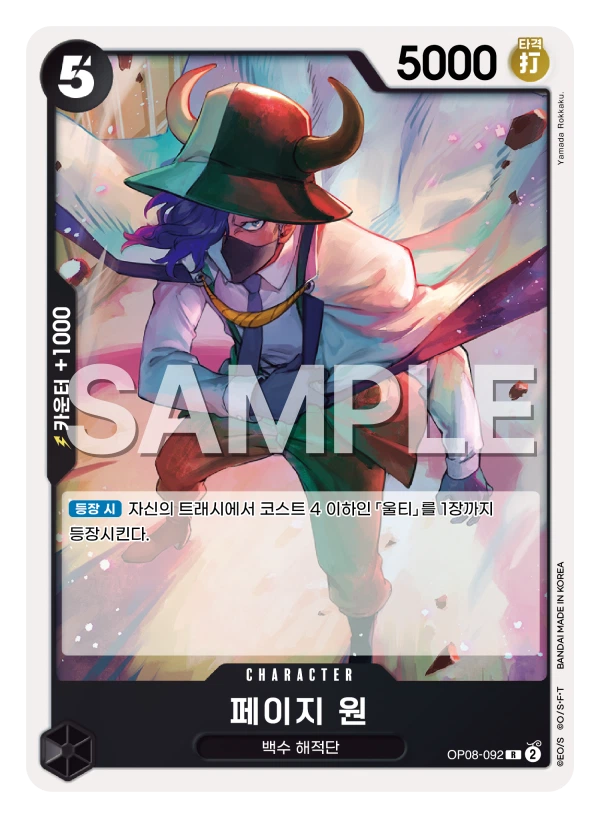 5
5000
타격
打
Yamada Rokkaku.
카운터 +1000
SAMPLE
등장 시 자신의 트래시에서 코스트 4 이하인 「울티」를 1장까지
등장시킨다.
CHARACTER
페이지 원
백수 해적단
OP08-092 R 2
©EO/S ©O/S·F·T BANDAI MADE IN KOREA